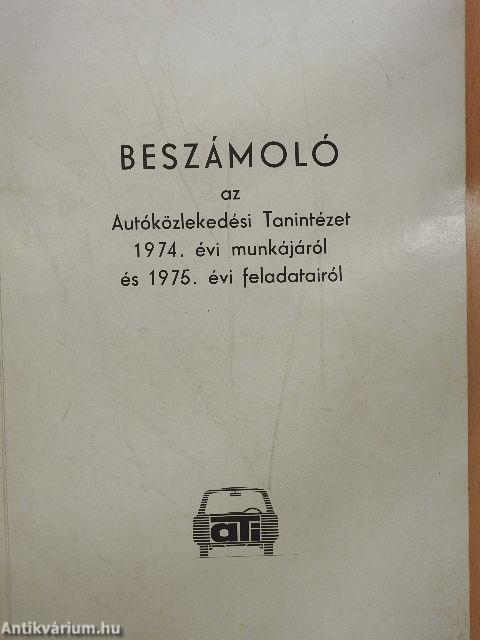 BESZÁMOLÓ
az
Autóközlekedési Tanintézet
1974. évi munkájáról
és 1975. évi feladatairól
aTi
Antikvárium.hu